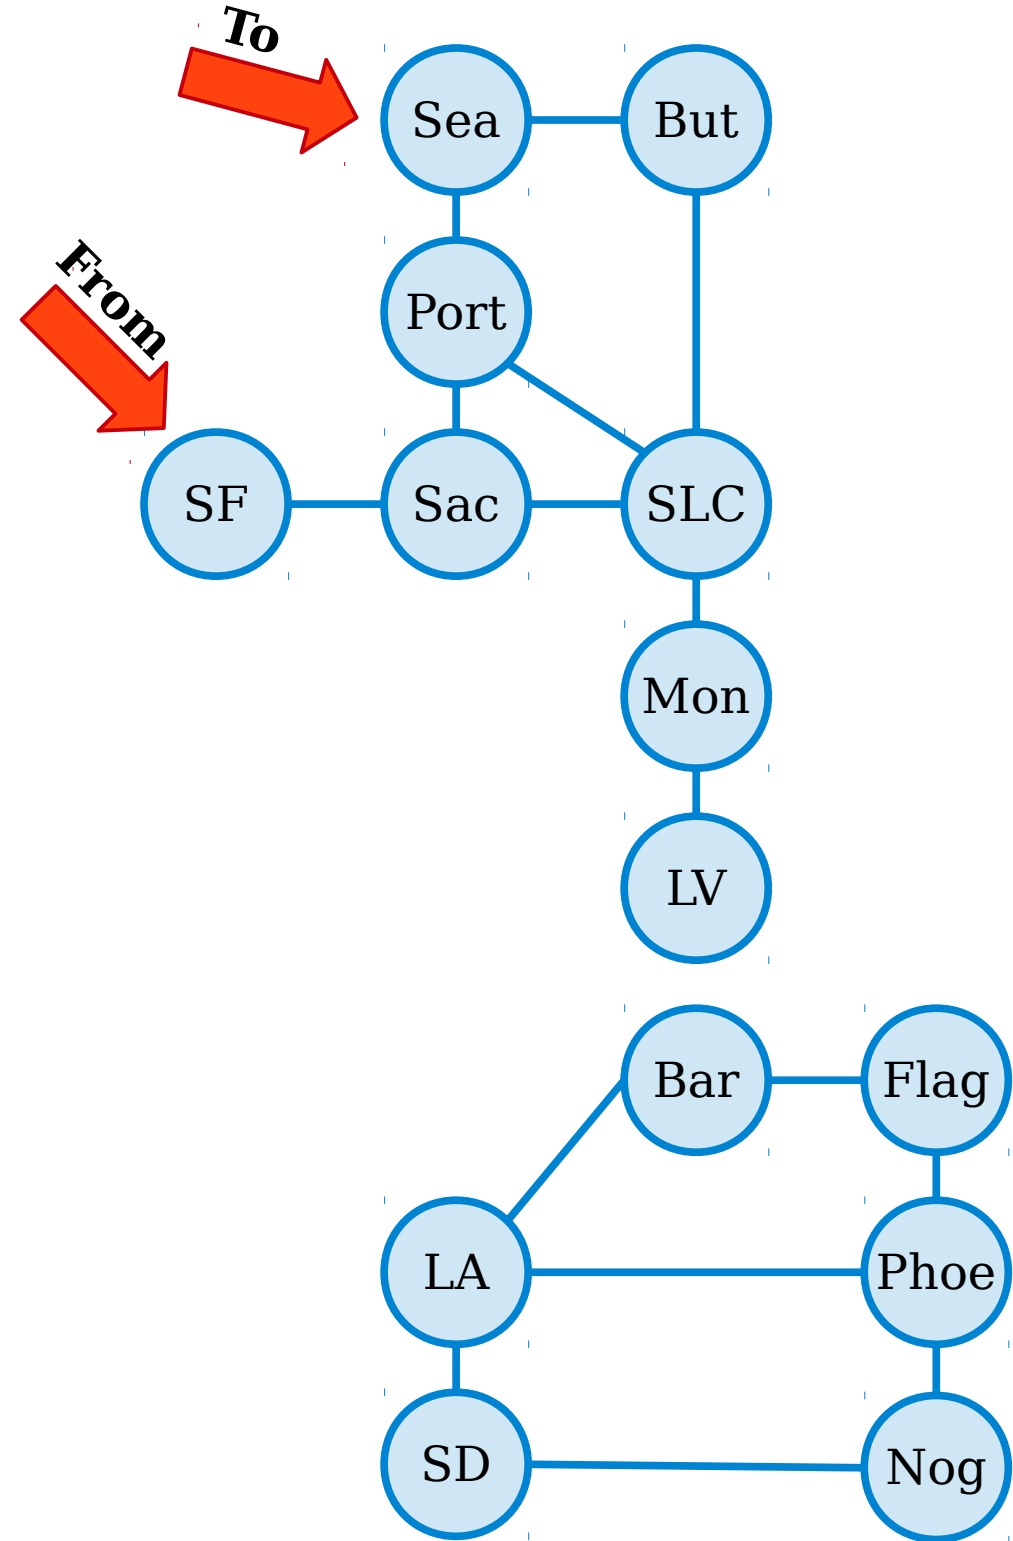 To
Sea
But
From
Port
SF
Sac
SLC
Mon
LV
Bar
Flag
LA
Phoe
SD
Nog